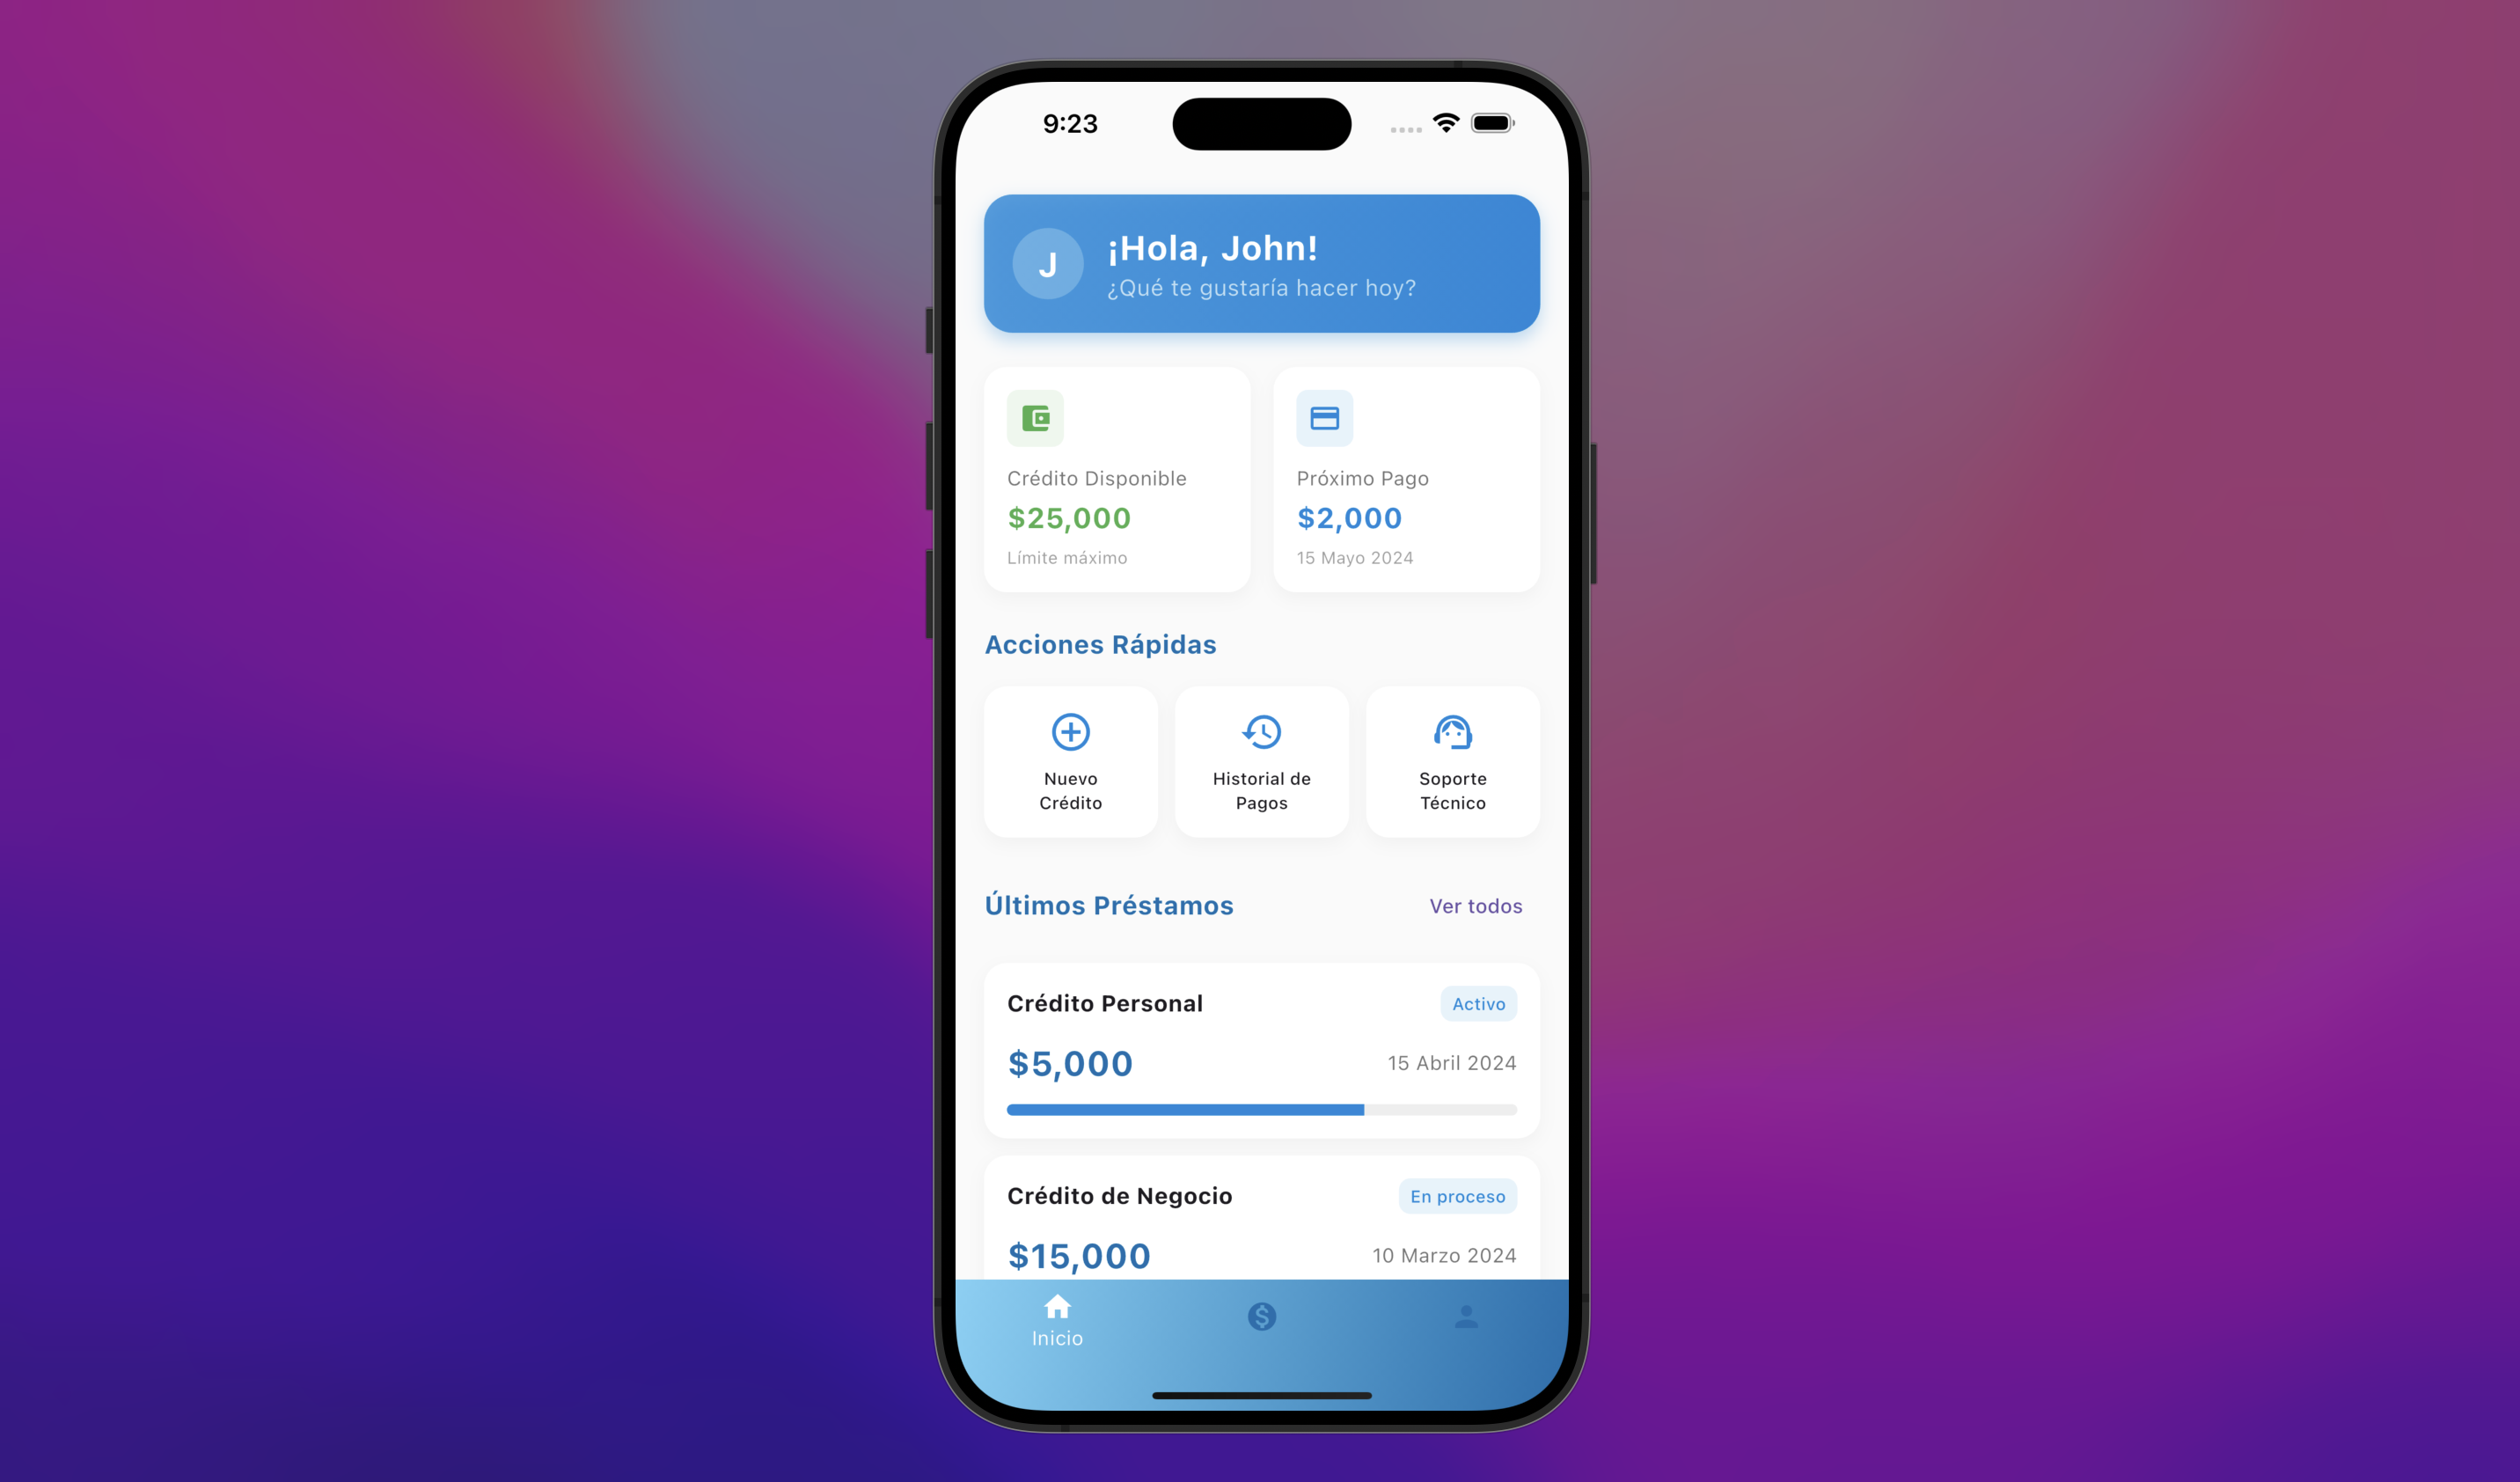 9:23
J
¡Hola, John!
¿Qué te gustaría hacer hoy?
Crédito Disponible
$25,000
Límite máximo
Próximo Pago
$2,000
15 Mayo 2024
Acciones Rápidas
Nuevo
Crédito
Historial de
Pagos
Soporte
Técnico
Últimos Préstamos
Ver todos
Crédito Personal
Activo
$5,000
15 Abril 2024
Crédito de Negocio
En proceso
$15,000
10 Marzo 2024
Inicio